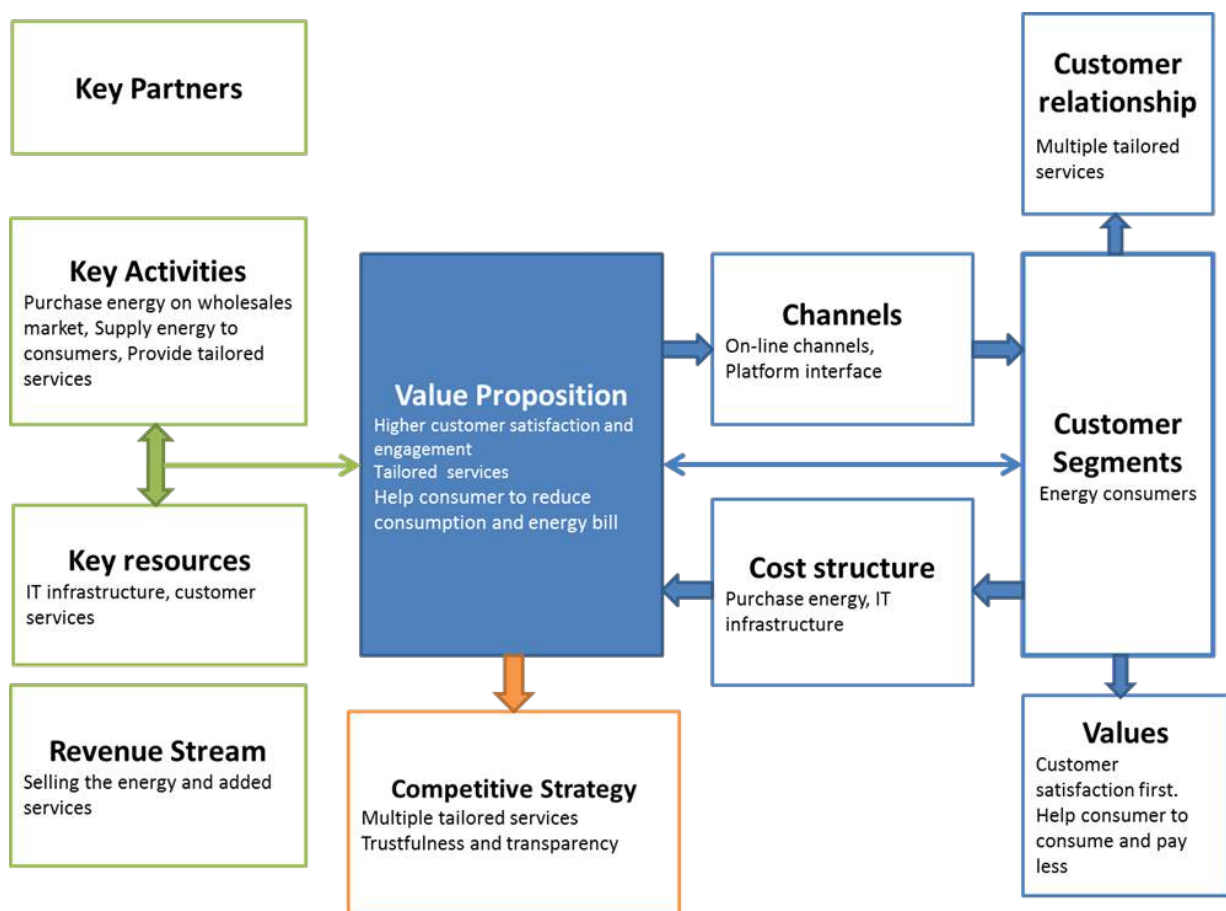 Key Partners
Customer
relationship
Multiple tailored
services
Key Activities
Purchase energy on wholesales
market, Supply energy to
consumers, Provide tailored
services
Value Proposition
Higher customer satisfaction and
engagement
Tailored services
Help consumer to reduce
consumption and energy bill
Channels
On-line channels,
Platform interface
Customer
Segments
Energy consumers
Key resources
IT infrastructure, customer
services
Cost structure
Purchase energy, IT
infrastructure
Revenue Stream
Selling the energy and added
services
Competitive Strategy
Multiple tailored services
Trustfulness and transparency
Values
Customer
satisfaction first.
Help consumer to
consume and pay
less